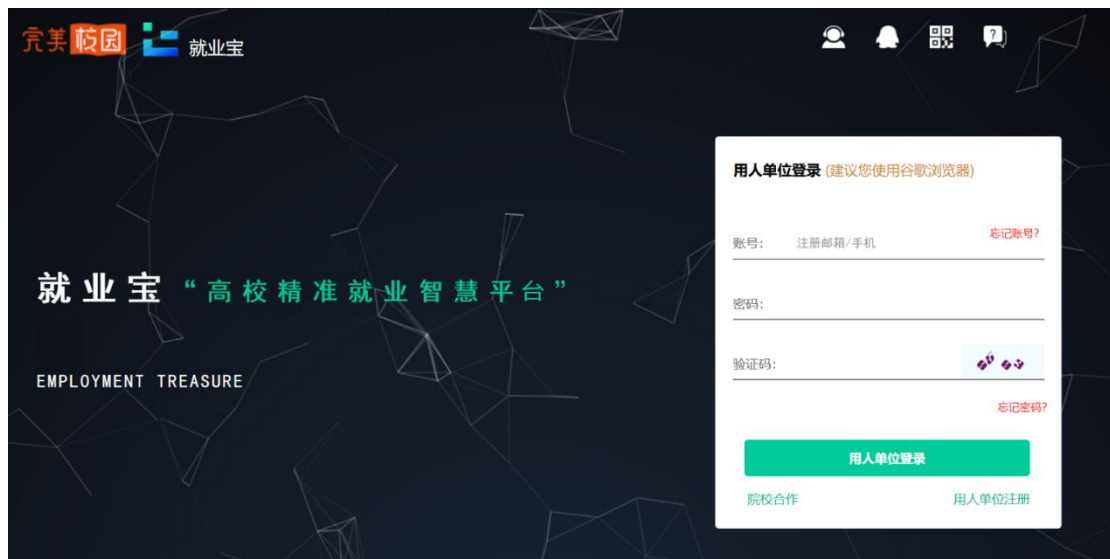 完美校园
就业宝
用人单位登录 (建议您使用谷歌浏览器)
账号： 注册邮箱/手机 忘记账号?
就业宝 “高校精准就业智慧平台”
密码：
验证码：
EMPLOYMENT TREASURE
忘记密码?
用人单位登录
院校合作 用人单位注册